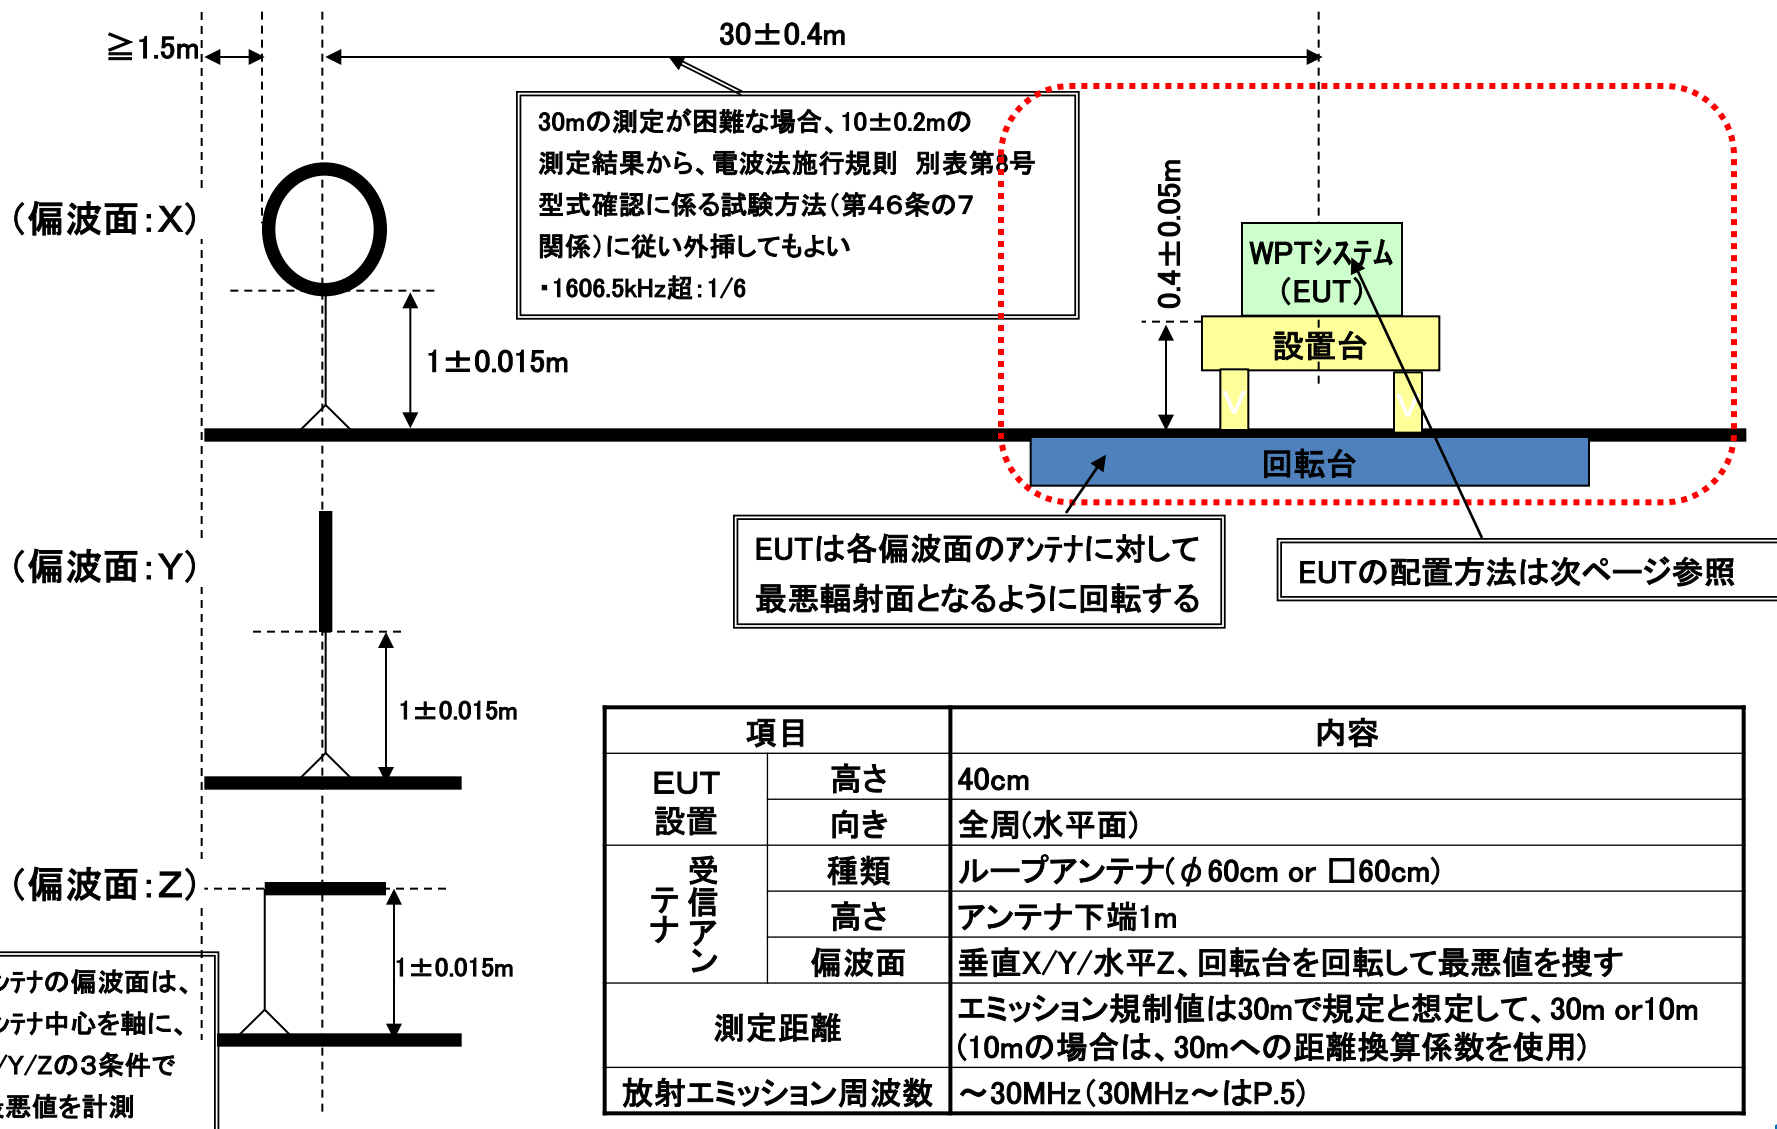 ≧1.5m
30±0.4m
30mの測定が困難な場合、10±0.2mの
測定結果から、電波法施行規則 別表第8号
型式確認に係る試験方法(第46条の7
関係)に従い外挿してもよい
・1606.5kHz超:1/6
(偏波面:X)
1±0.015m
0.4±0.05m
WPTシステム
(EUT)
設置台
V
V
回転台
EUTは各偏波面のアンテナに対して
最悪輻射面となるように回転する
EUTの配置方法は次ページ参照
(偏波面:Y)
1±0.015m
(偏波面:Z)
1±0.015m
ンテナの偏波面は、
ンテナ中心を軸に、
/Y/Zの3条件で
悪値を計測
項目 内容
EUT設置 高さ 40cm
向き 全周(水平面)
受信アンテナ 種類 ループアンテナ(φ60cm or □60cm)
高さ アンテナ下端1m
偏波面 垂直X/Y/水平Z、回転台を回転して最悪値を捜す
測定距離 エミッション規制値は30mで規定と想定して、30m or10m
(10mの場合は、30mへの距離換算係数を使用)
放射エミッション周波数 ~30MHz(30MHz~はP.5)